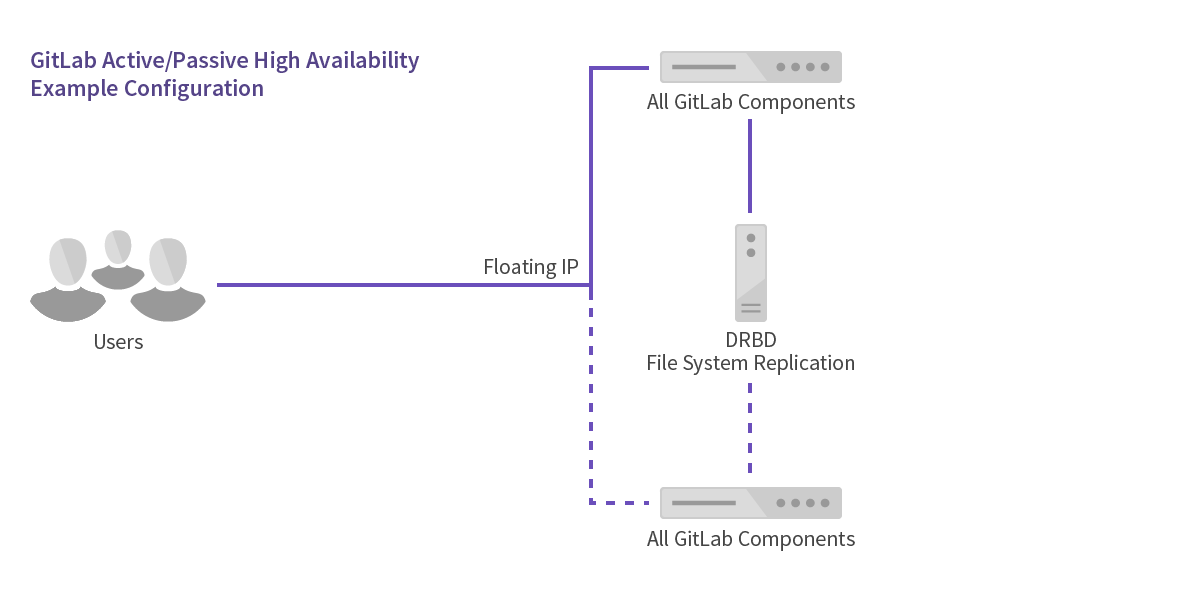 GitLab Active/Passive High Availability
Example Configuration
All GitLab Components
Floating IP
Users
DRBD
File System Replication
All GitLab Components